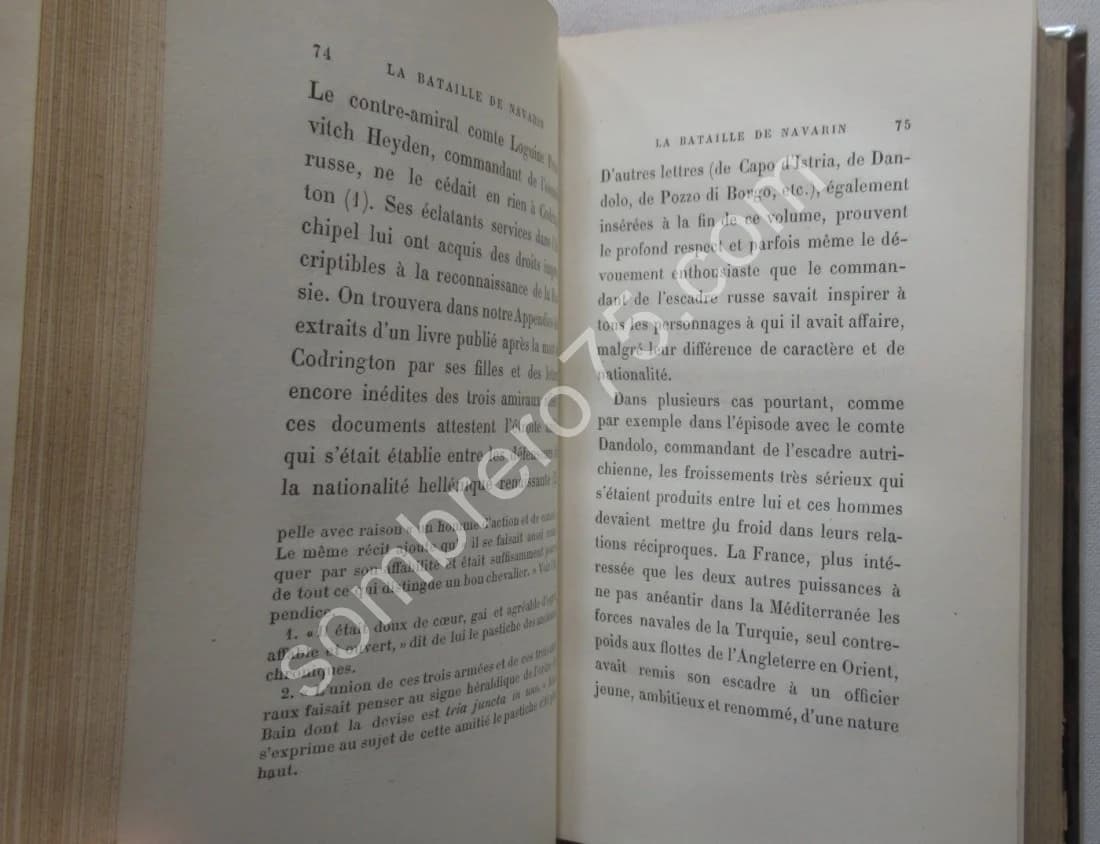 74
LA BATAILLE DE NAVARIN
Le contre-amiral comte Loguine
vitch Heyden, commandant de
russe, ne le cédait en rien à
ton (1). Ses éclatants services dans
chipel lui ont acquis des droits
criptibles à la reconnaissance de la
sie. On trouvera dans notre Appendice
extraits d'un livre publié après la
Codrington par ses filles et des
encore inédites des trois amiraux
ces documents attestent
qui s'était établie entre les
la nationalité hellénique renaissante
pelle avec raison « un homme d'action et de
Le même récit ajoute qu' « il se faisait aussi
quer par son affabilité et était suffisamment
de tout ce qui distingue un bon chevalier. »
pendice.
1. « Il était doux de cœur, gai et agréable
affable et ouvert, » dit de lui le pastiche des
chroniques.
2. L'union de ces trois armées et de ces trois
raux faisait penser au signe héraldique de l'ordre
Bain dont la devise est tria juncta in uno. »
s'exprime au sujet de cette amitié le pastiche
haut.
LA BATAILLE DE NAVARIN
75
D'autres lettres (de Capo d'Istria, de Dan-
dolo, de Pozzo di Borgo, etc.), également
insérées à la fin de ce volume, prouvent
le profond respect et parfois même le dé-
vouement enthousiaste que le comman-
dant de l'escadre russe savait inspirer à
tous les personnages à qui il avait affaire,
malgré leur différence de caractère et de
nationalité.
Dans plusieurs cas pourtant, comme
par exemple dans l'épisode avec le comte
Dandolo, commandant de l'escadre autri-
chienne, les froissements très sérieux qui
s'étaient produits entre lui et ces hommes
devaient mettre du froid dans leurs rela-
tions réciproques. La France, plus inté-
ressée que les deux autres puissances à
ne pas anéantir dans la Méditerranée les
forces navales de la Turquie, seul contre-
poids aux flottes de l'Angleterre en Orient,
avait remis son escadre à un officier
jeune, ambitieux et renommé, d'une nature
sombrero75.com